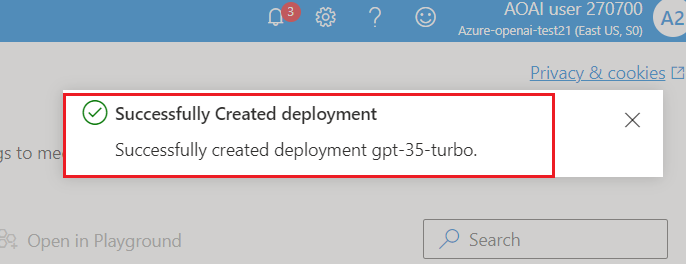 3
AOAI user 270700
Azure-openai-test21 (East US, S0)
A2
Privacy & cookies
Successfully Created deployment
Successfully created deployment gpt-35-turbo.
gs to me
Open in Playground
Search